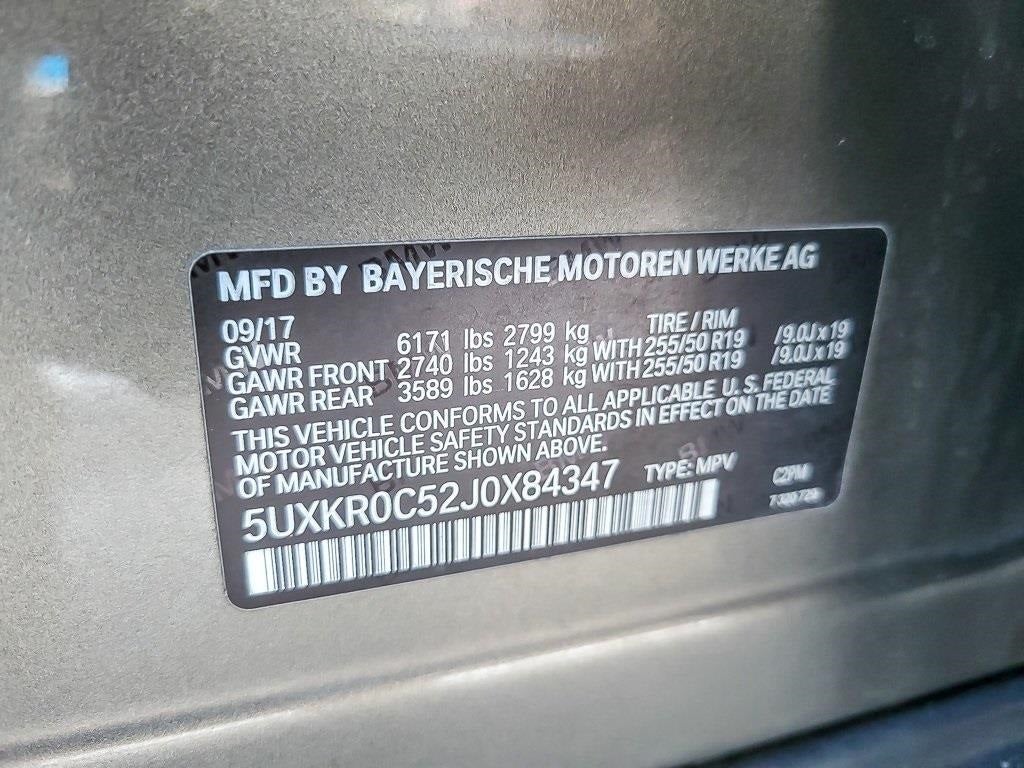 MFD BY BAYERISCHE MOTOREN WERKE AG
09/17 TIRE / RIM
GVWR 6171 lbs 2799 kg
GAWR FRONT 2740 lbs 1243 kg WITH 255/50 R19 /9.0J x 19
GAWR REAR 3589 lbs 1628 kg WITH 255/50 R19 /9.0J x 19
THIS VEHICLE CONFORMS TO ALL APPLICABLE U.S. FEDERAL
MOTOR VEHICLE SAFETY STANDARDS IN EFFECT ON THE DATE
OF MANUFACTURE SHOWN ABOVE.
5UXKR0C52J0X84347 TYPE: MPV